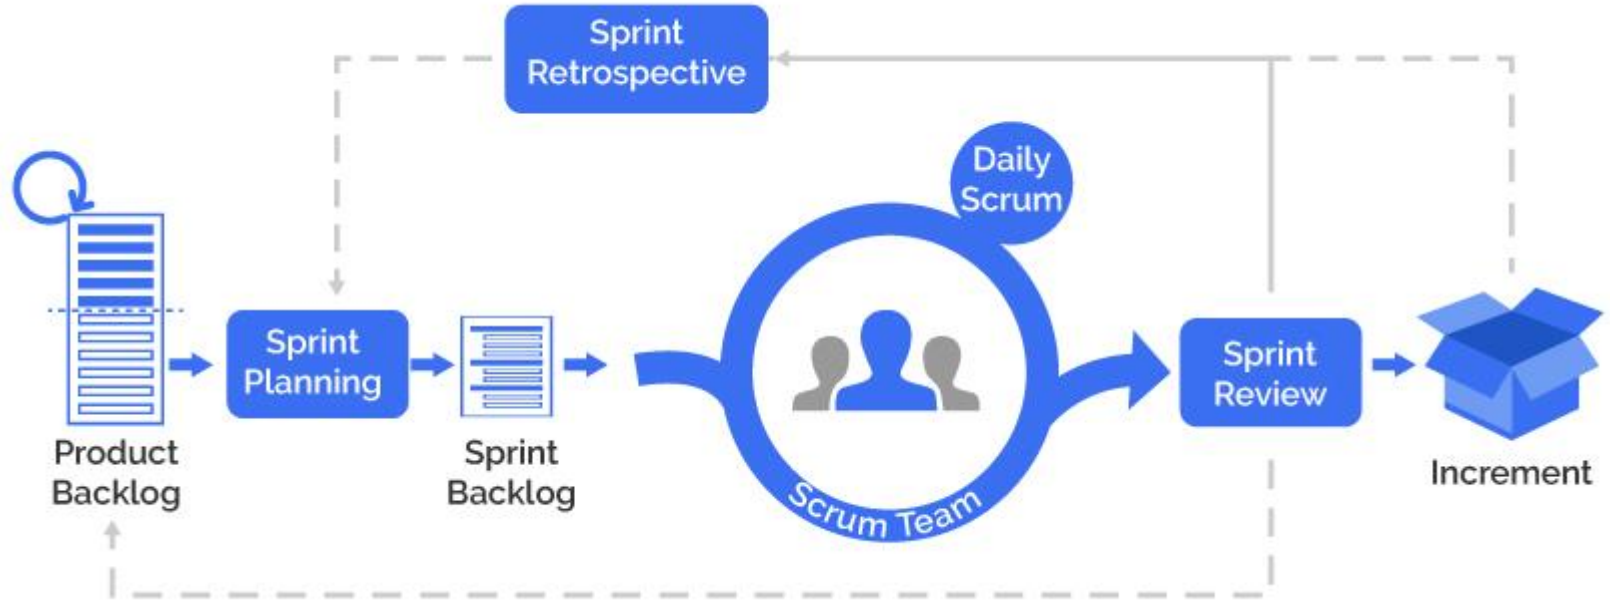 Sprint
Retrospective
Daily
Scrum
Sprint
Planning
Sprint
Review
Product
Backlog
Sprint
Backlog
Scrum Team
Increment